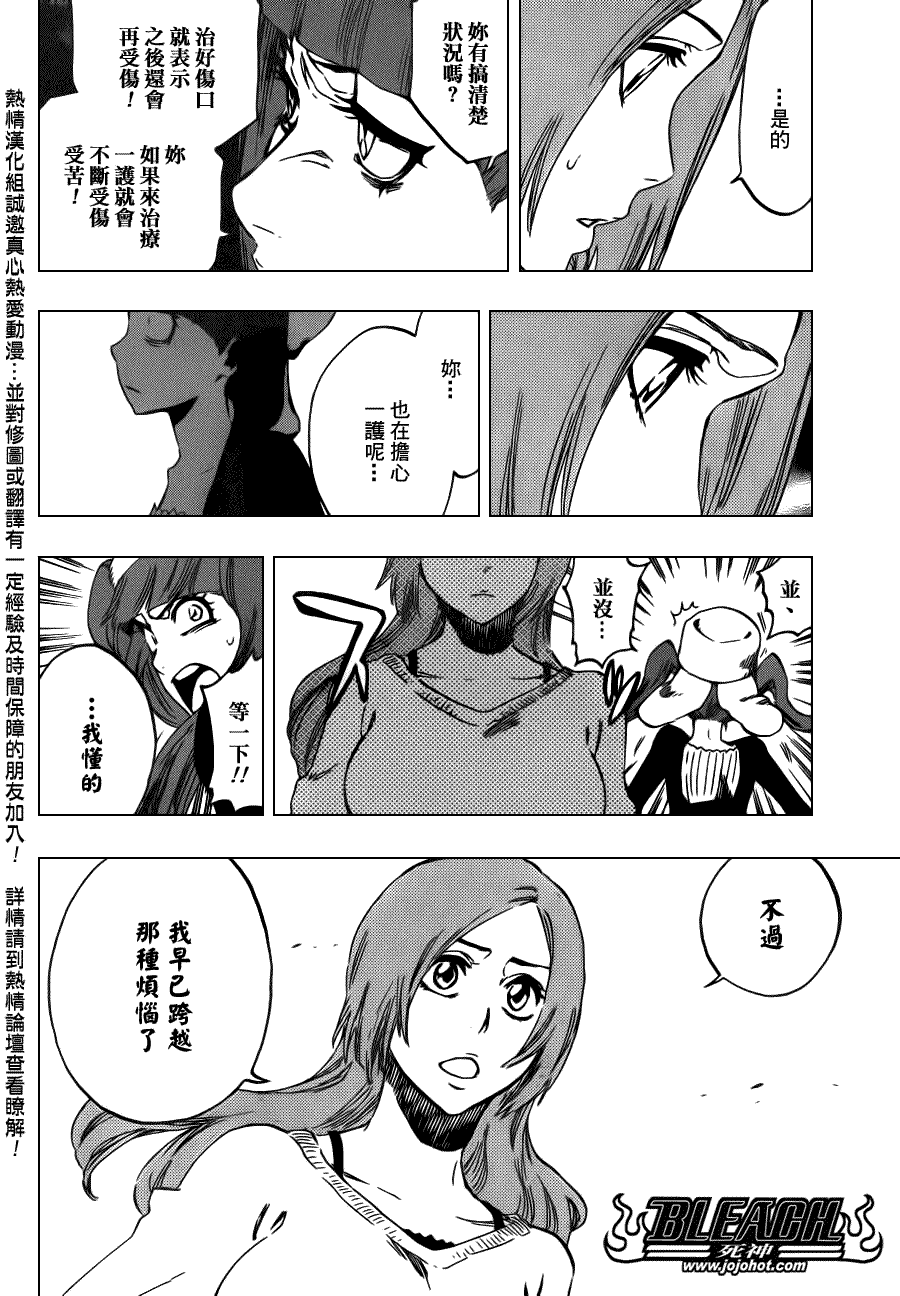 …是的
妳有搞清楚
狀況嗎？
治好傷口
就表示
之後還會
再受傷！
妳
如果來治療
一護就會
不斷受傷
受苦！
妳…
也在擔心
一護呢…
並、
並沒…
等一下!!
…我懂的
不過
我早已跨越
那種煩惱了
熱情漢化組誠邀真心熱愛動漫…並對修圖或翻譯有一定經驗及時間保障的朋友加入！ 詳情請到熱情論壇查看瞭解！
BLEACH
死神
www.jojohot.com